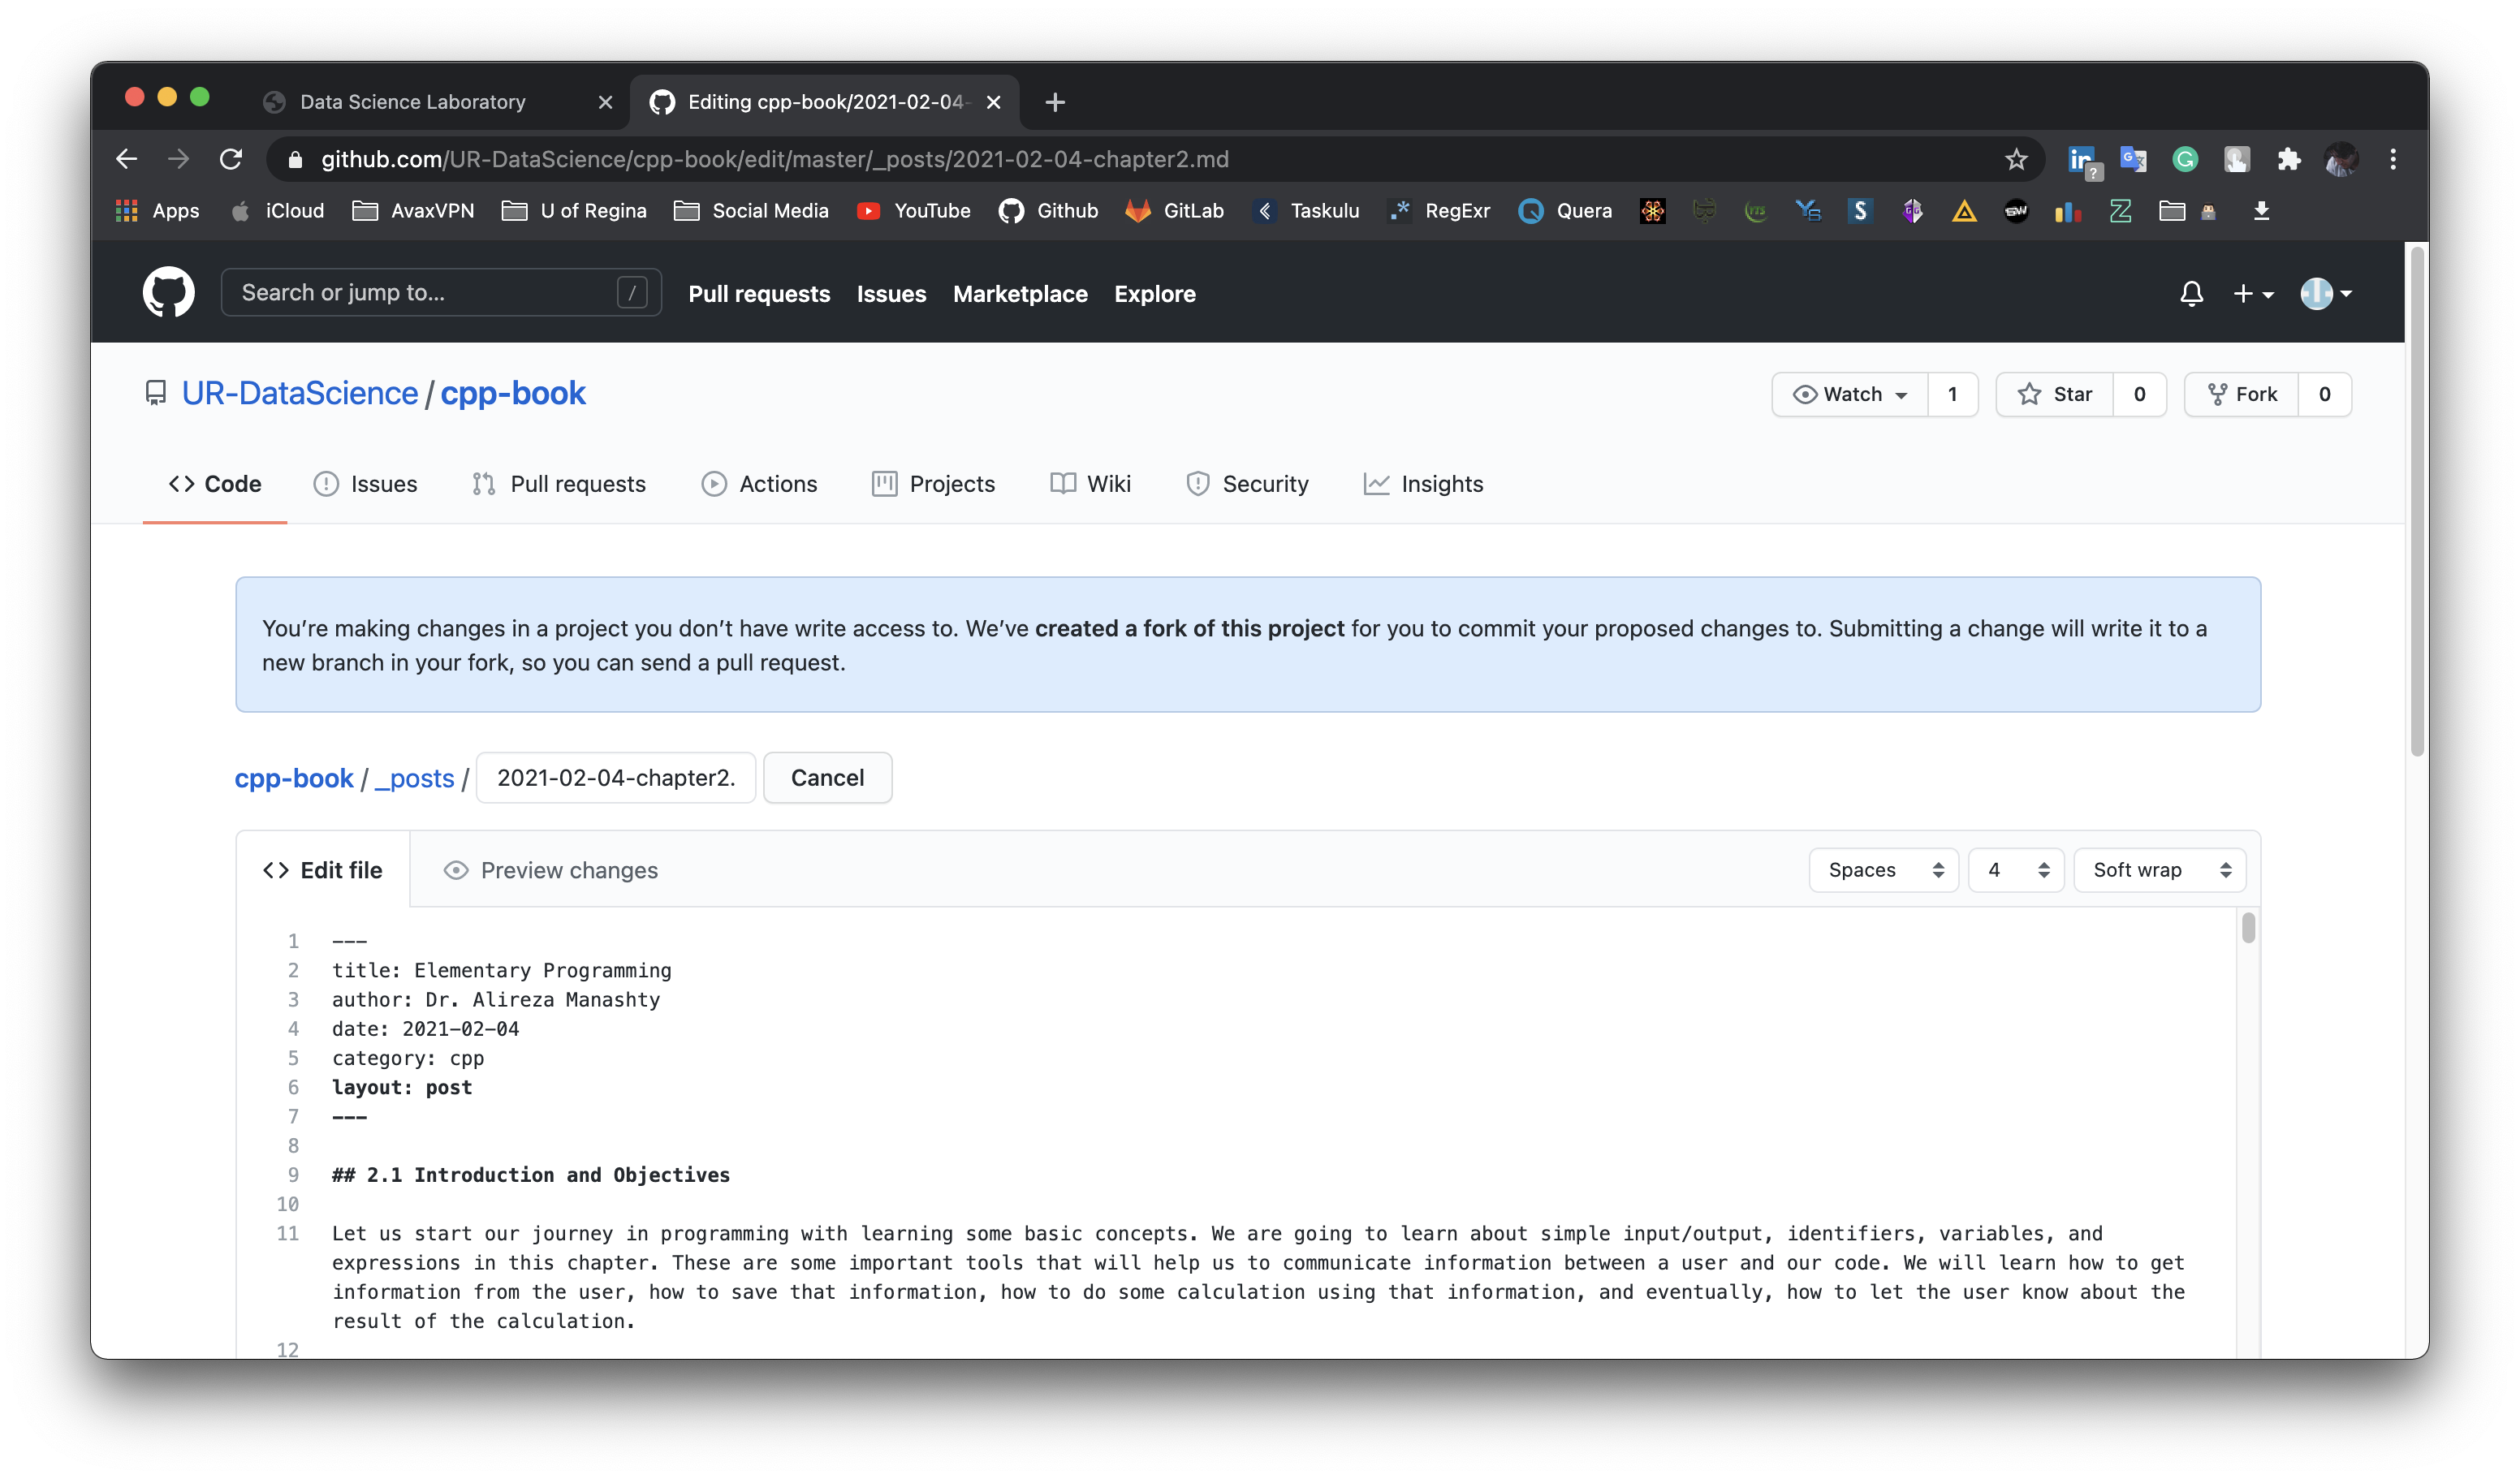 Data Science Laboratory
Editing cpp-book/2021-02-04-
github.com/UR-DataScience/cpp-book/edit/master/_posts/2021-02-04-chapter2.md
Apps iCloud AvaxVPN U of Regina Social Media YouTube Github GitLab Taskulu RegExr Quera
Search or jump to... /
Pull requests Issues Marketplace Explore
UR-DataScience / cpp-book
Watch 1 Star 0 Fork 0
Code Issues Pull requests Actions Projects Wiki Security Insights
You’re making changes in a project you don’t have write access to. We’ve created a fork of this project for you to commit your proposed changes to. Submitting a change will write it to a
new branch in your fork, so you can send a pull request.
cpp-book / _posts / 2021-02-04-chapter2. Cancel
Edit file Preview changes Spaces 4 Soft wrap
1 ---
2 title: Elementary Programming
3 author: Dr. Alireza Manashty
4 date: 2021-02-04
5 category: cpp
6 layout: post
7 ---
8
9 ## 2.1 Introduction and Objectives
10
11 Let us start our journey in programming with learning some basic concepts. We are going to learn about simple input/output, identifiers, variables, and
expressions in this chapter. These are some important tools that will help us to communicate information between a user and our code. We will learn how to get
information from the user, how to save that information, how to do some calculation using that information, and eventually, how to let the user know about the
result of the calculation.
12